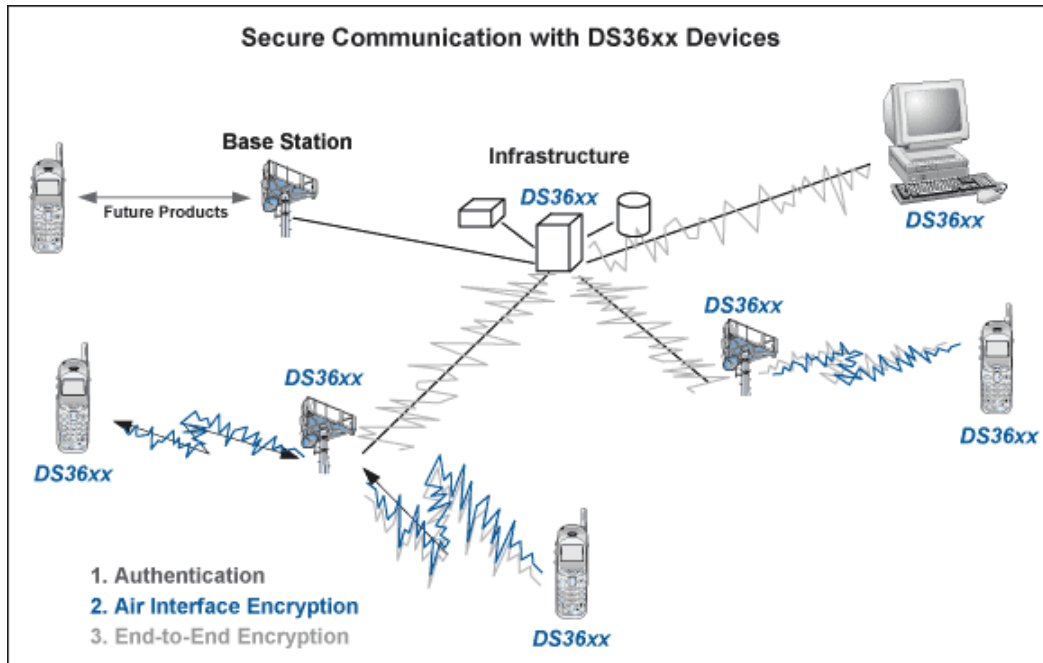 Secure Communication with DS36xx Devices
Base Station
Infrastructure
DS36xx
Future Products
DS36xx
DS36xx
DS36xx
DS36xx
DS36xx
DS36xx
1. Authentication
2. Air Interface Encryption
3. End-to-End Encryption